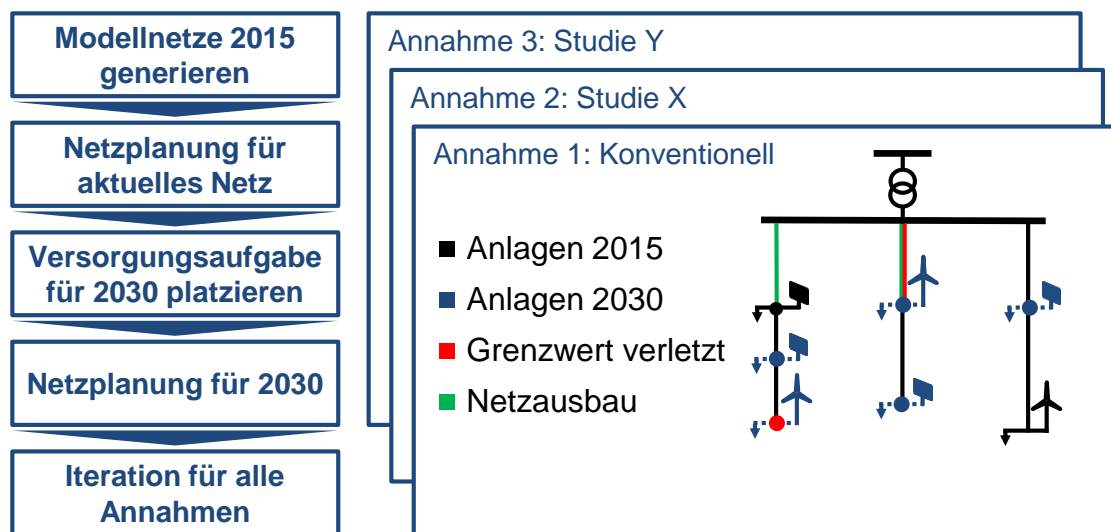 Modellnetze 2015
generieren
Netzplanung für
aktuelles Netz
Versorgungsaufgabe
für 2030 platzieren
Netzplanung für 2030
Iteration für alle
Annahmen
Annahme 3: Studie Y
Annahme 2: Studie X
Annahme 1: Konventionell
Anlagen 2015
Anlagen 2030
Grenzwert verletzt
Netzausbau